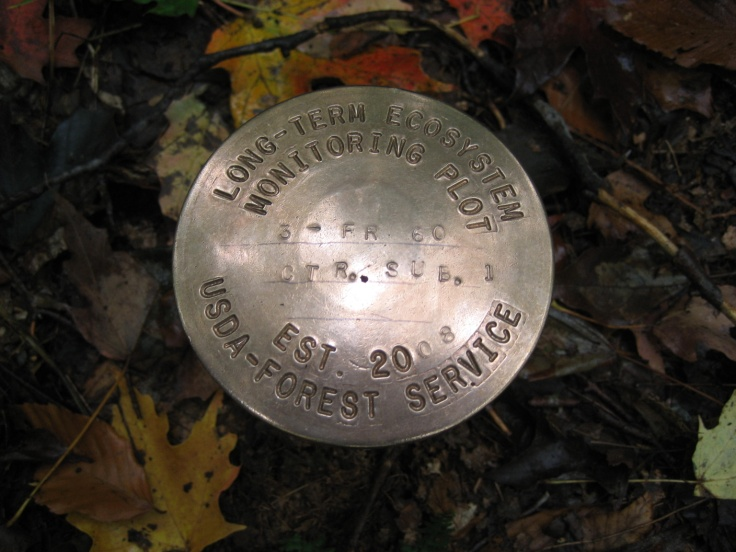 LONG-TERM ECOSYSTEM
MONITORING PLOT
3 - FR 60
CTR. SUB. 1
EST. 2008
USDA-FOREST SERVICE